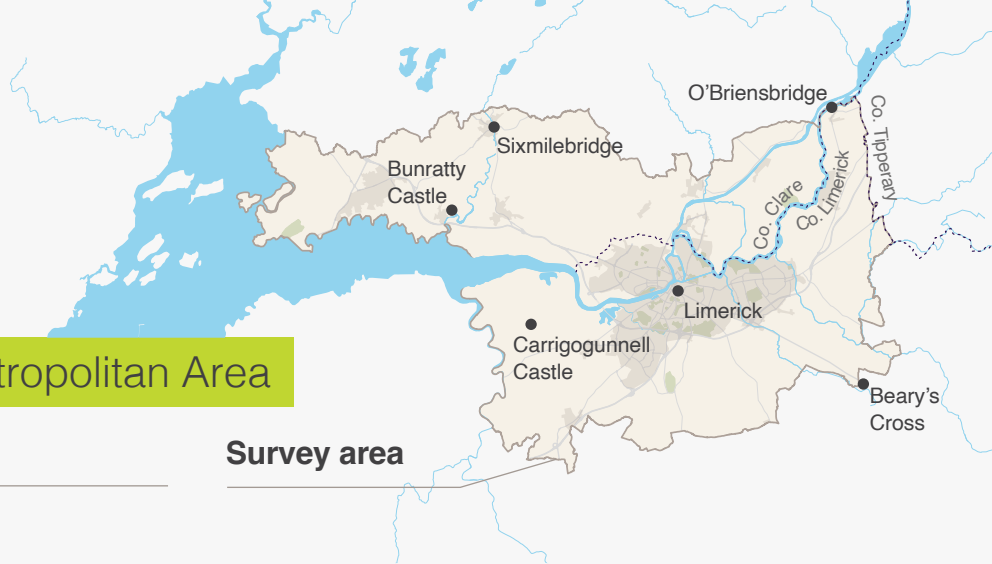 O'Briensbridge
Co. Tipperary
Sixmilebridge
Bunratty
Castle
Co. Clare
Co. Limerick
Limerick
Carrigogunnell
Castle
tropolitan Area
Beary's
Cross
Survey area